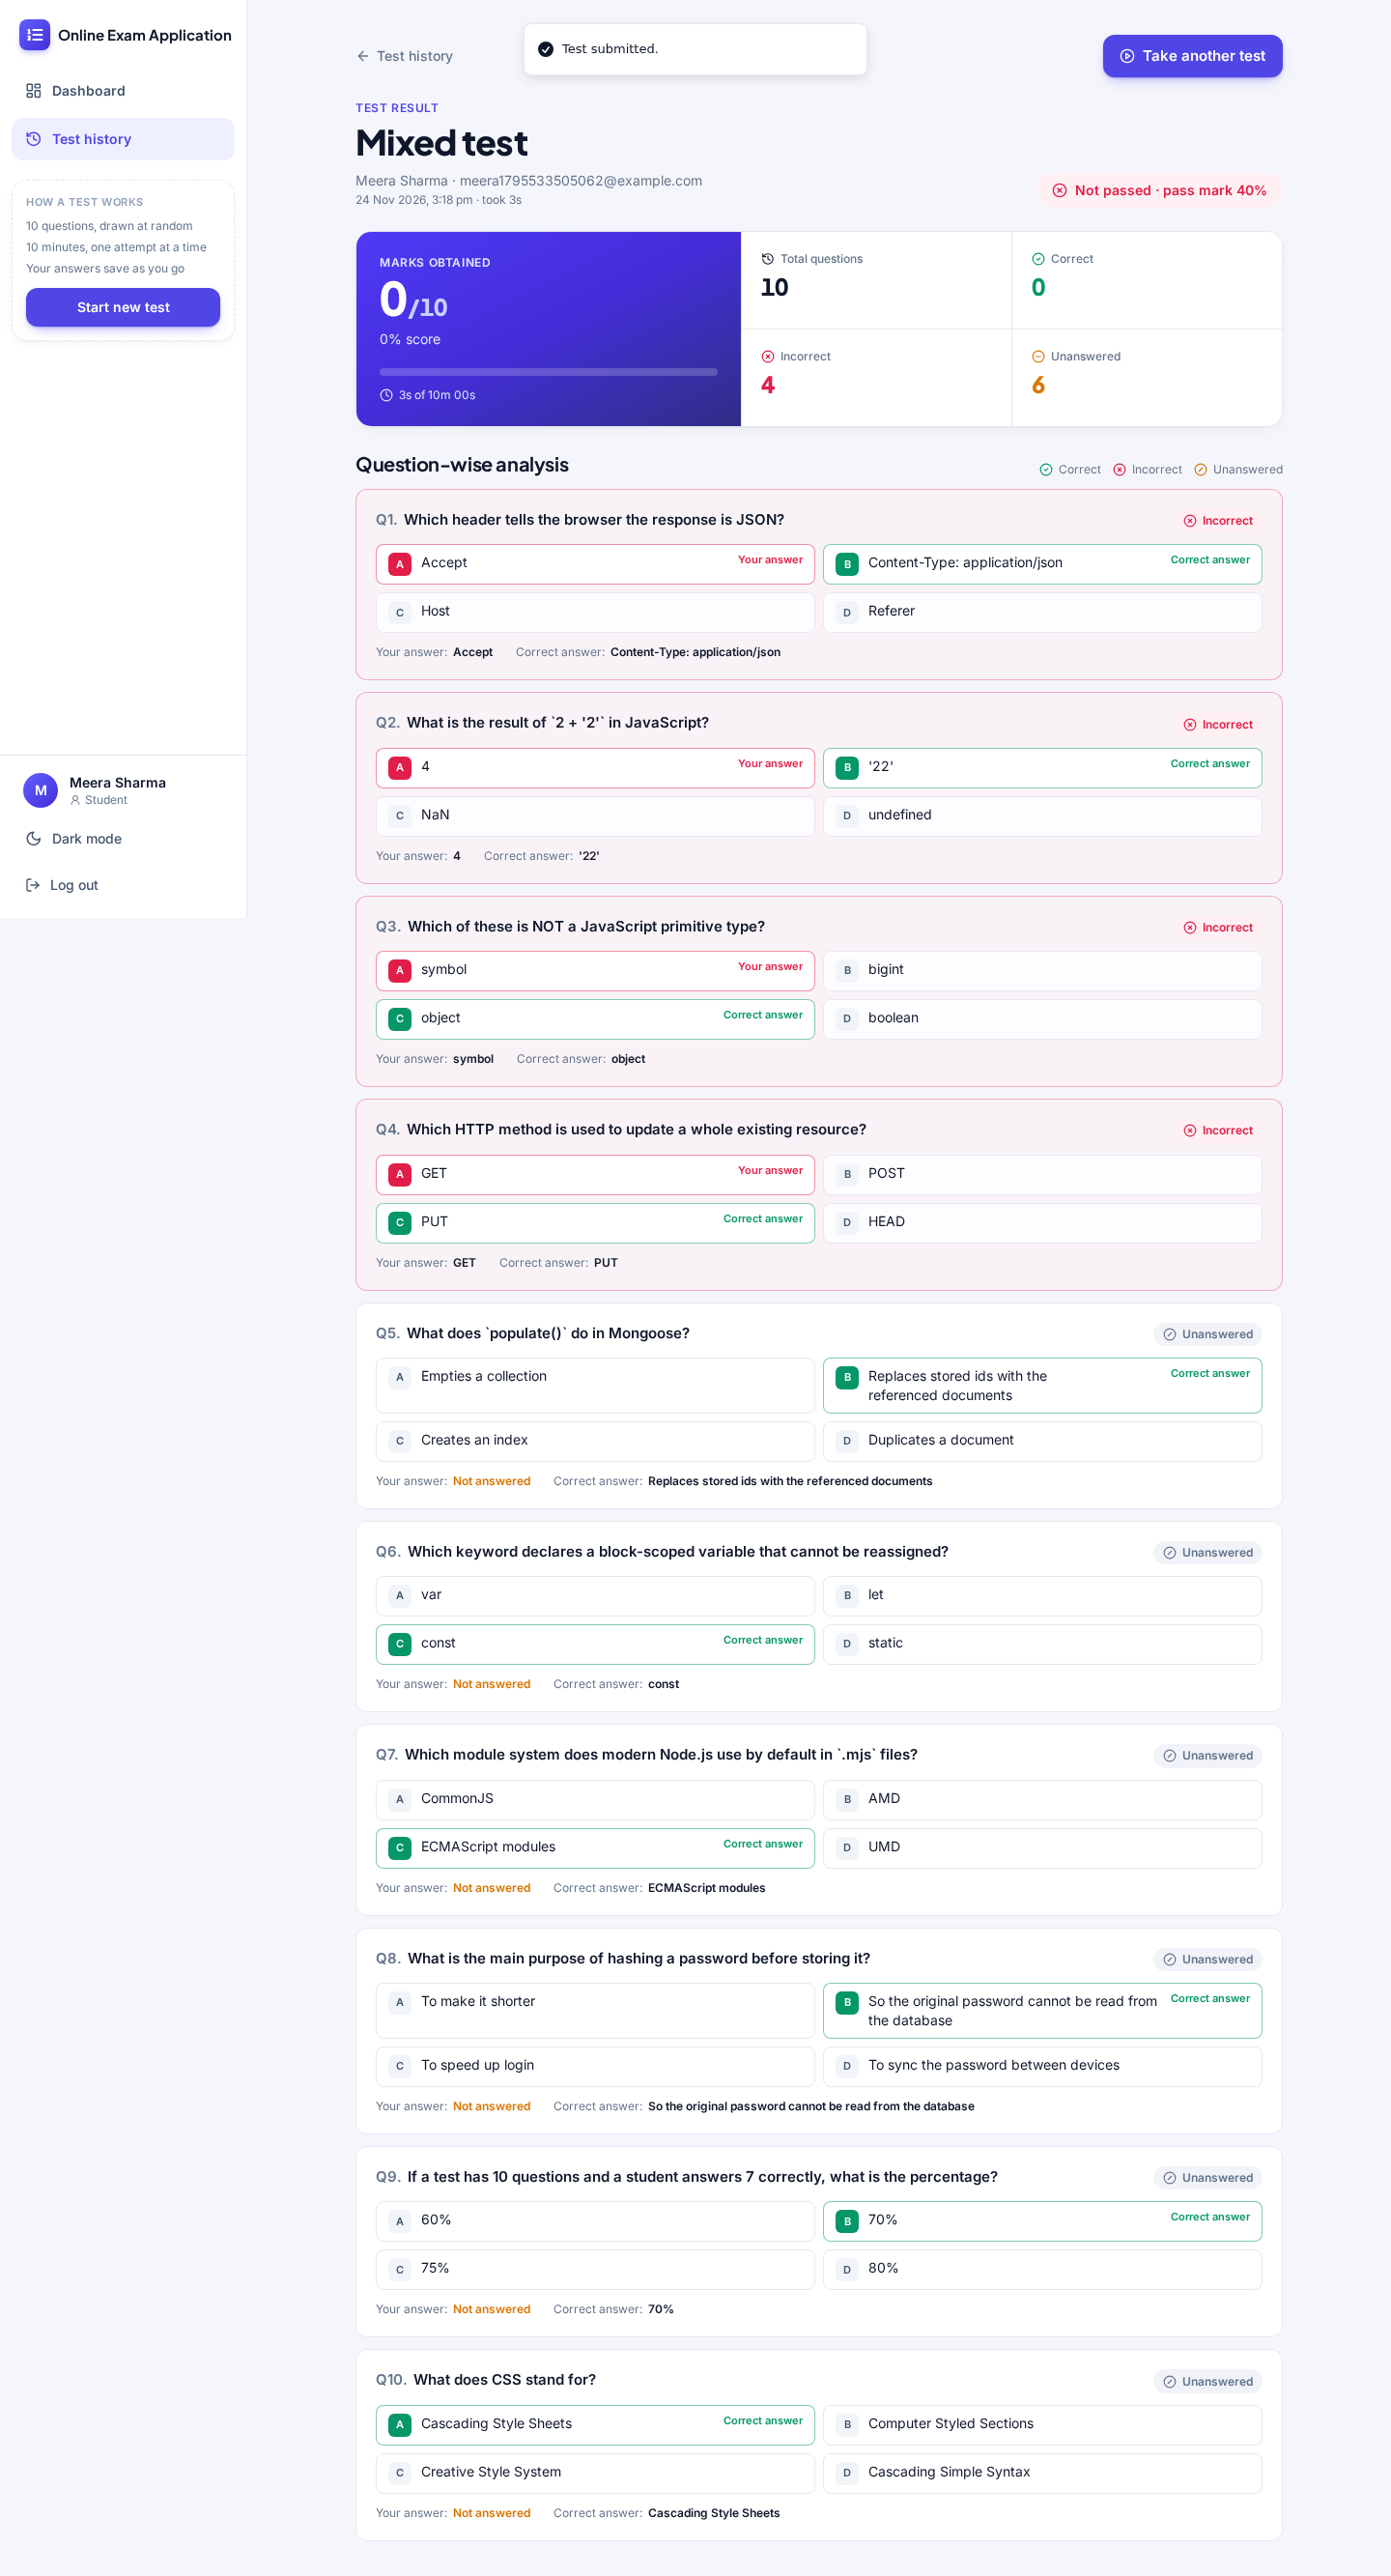 Online Exam Application
Dashboard
Test history
HOW A TEST WORKS
10 questions, drawn at random
10 minutes, one attempt at a time
Your answers save as you go
Start new test
M
Meera Sharma
Student
Dark mode
Log out
Test history
Test submitted.
Take another test
TEST RESULT
Mixed test
Meera Sharma · meera1795533505062@example.com
24 Nov 2026, 3:18 pm · took 3s
Not passed · pass mark 40%
MARKS OBTAINED
0/10
0% score
3s of 10m 00s
Total questions
10
Correct
0
Incorrect
4
Unanswered
6
Question-wise analysis
Correct Incorrect Unanswered
Q1. Which header tells the browser the response is JSON? Incorrect
A Accept Your answer
B Content-Type: application/json Correct answer
C Host
D Referer
Your answer: Accept Correct answer: Content-Type: application/json
Q2. What is the result of `2 + '2'` in JavaScript? Incorrect
A 4 Your answer
B '22' Correct answer
C NaN
D undefined
Your answer: 4 Correct answer: '22'
Q3. Which of these is NOT a JavaScript primitive type? Incorrect
A symbol Your answer
B bigint
C object Correct answer
D boolean
Your answer: symbol Correct answer: object
Q4. Which HTTP method is used to update a whole existing resource? Incorrect
A GET Your answer
B POST
C PUT Correct answer
D HEAD
Your answer: GET Correct answer: PUT
Q5. What does `populate()` do in Mongoose? Unanswered
A Empties a collection
B Replaces stored ids with the Correct answer
referenced documents
C Creates an index
D Duplicates a document
Your answer: Not answered Correct answer: Replaces stored ids with the referenced documents
Q6. Which keyword declares a block-scoped variable that cannot be reassigned? Unanswered
A var
B let
C const Correct answer
D static
Your answer: Not answered Correct answer: const
Q7. Which module system does modern Node.js use by default in `.mjs` files? Unanswered
A CommonJS
B AMD
C ECMAScript modules Correct answer
D UMD
Your answer: Not answered Correct answer: ECMAScript modules
Q8. What is the main purpose of hashing a password before storing it? Unanswered
A To make it shorter
B So the original password cannot be read from Correct answer
the database
C To speed up login
D To sync the password between devices
Your answer: Not answered Correct answer: So the original password cannot be read from the database
Q9. If a test has 10 questions and a student answers 7 correctly, what is the percentage? Unanswered
A 60%
B 70% Correct answer
C 75%
D 80%
Your answer: Not answered Correct answer: 70%
Q10. What does CSS stand for? Unanswered
A Cascading Style Sheets Correct answer
B Computer Styled Sections
C Creative Style System
D Cascading Simple Syntax
Your answer: Not answered Correct answer: Cascading Style Sheets